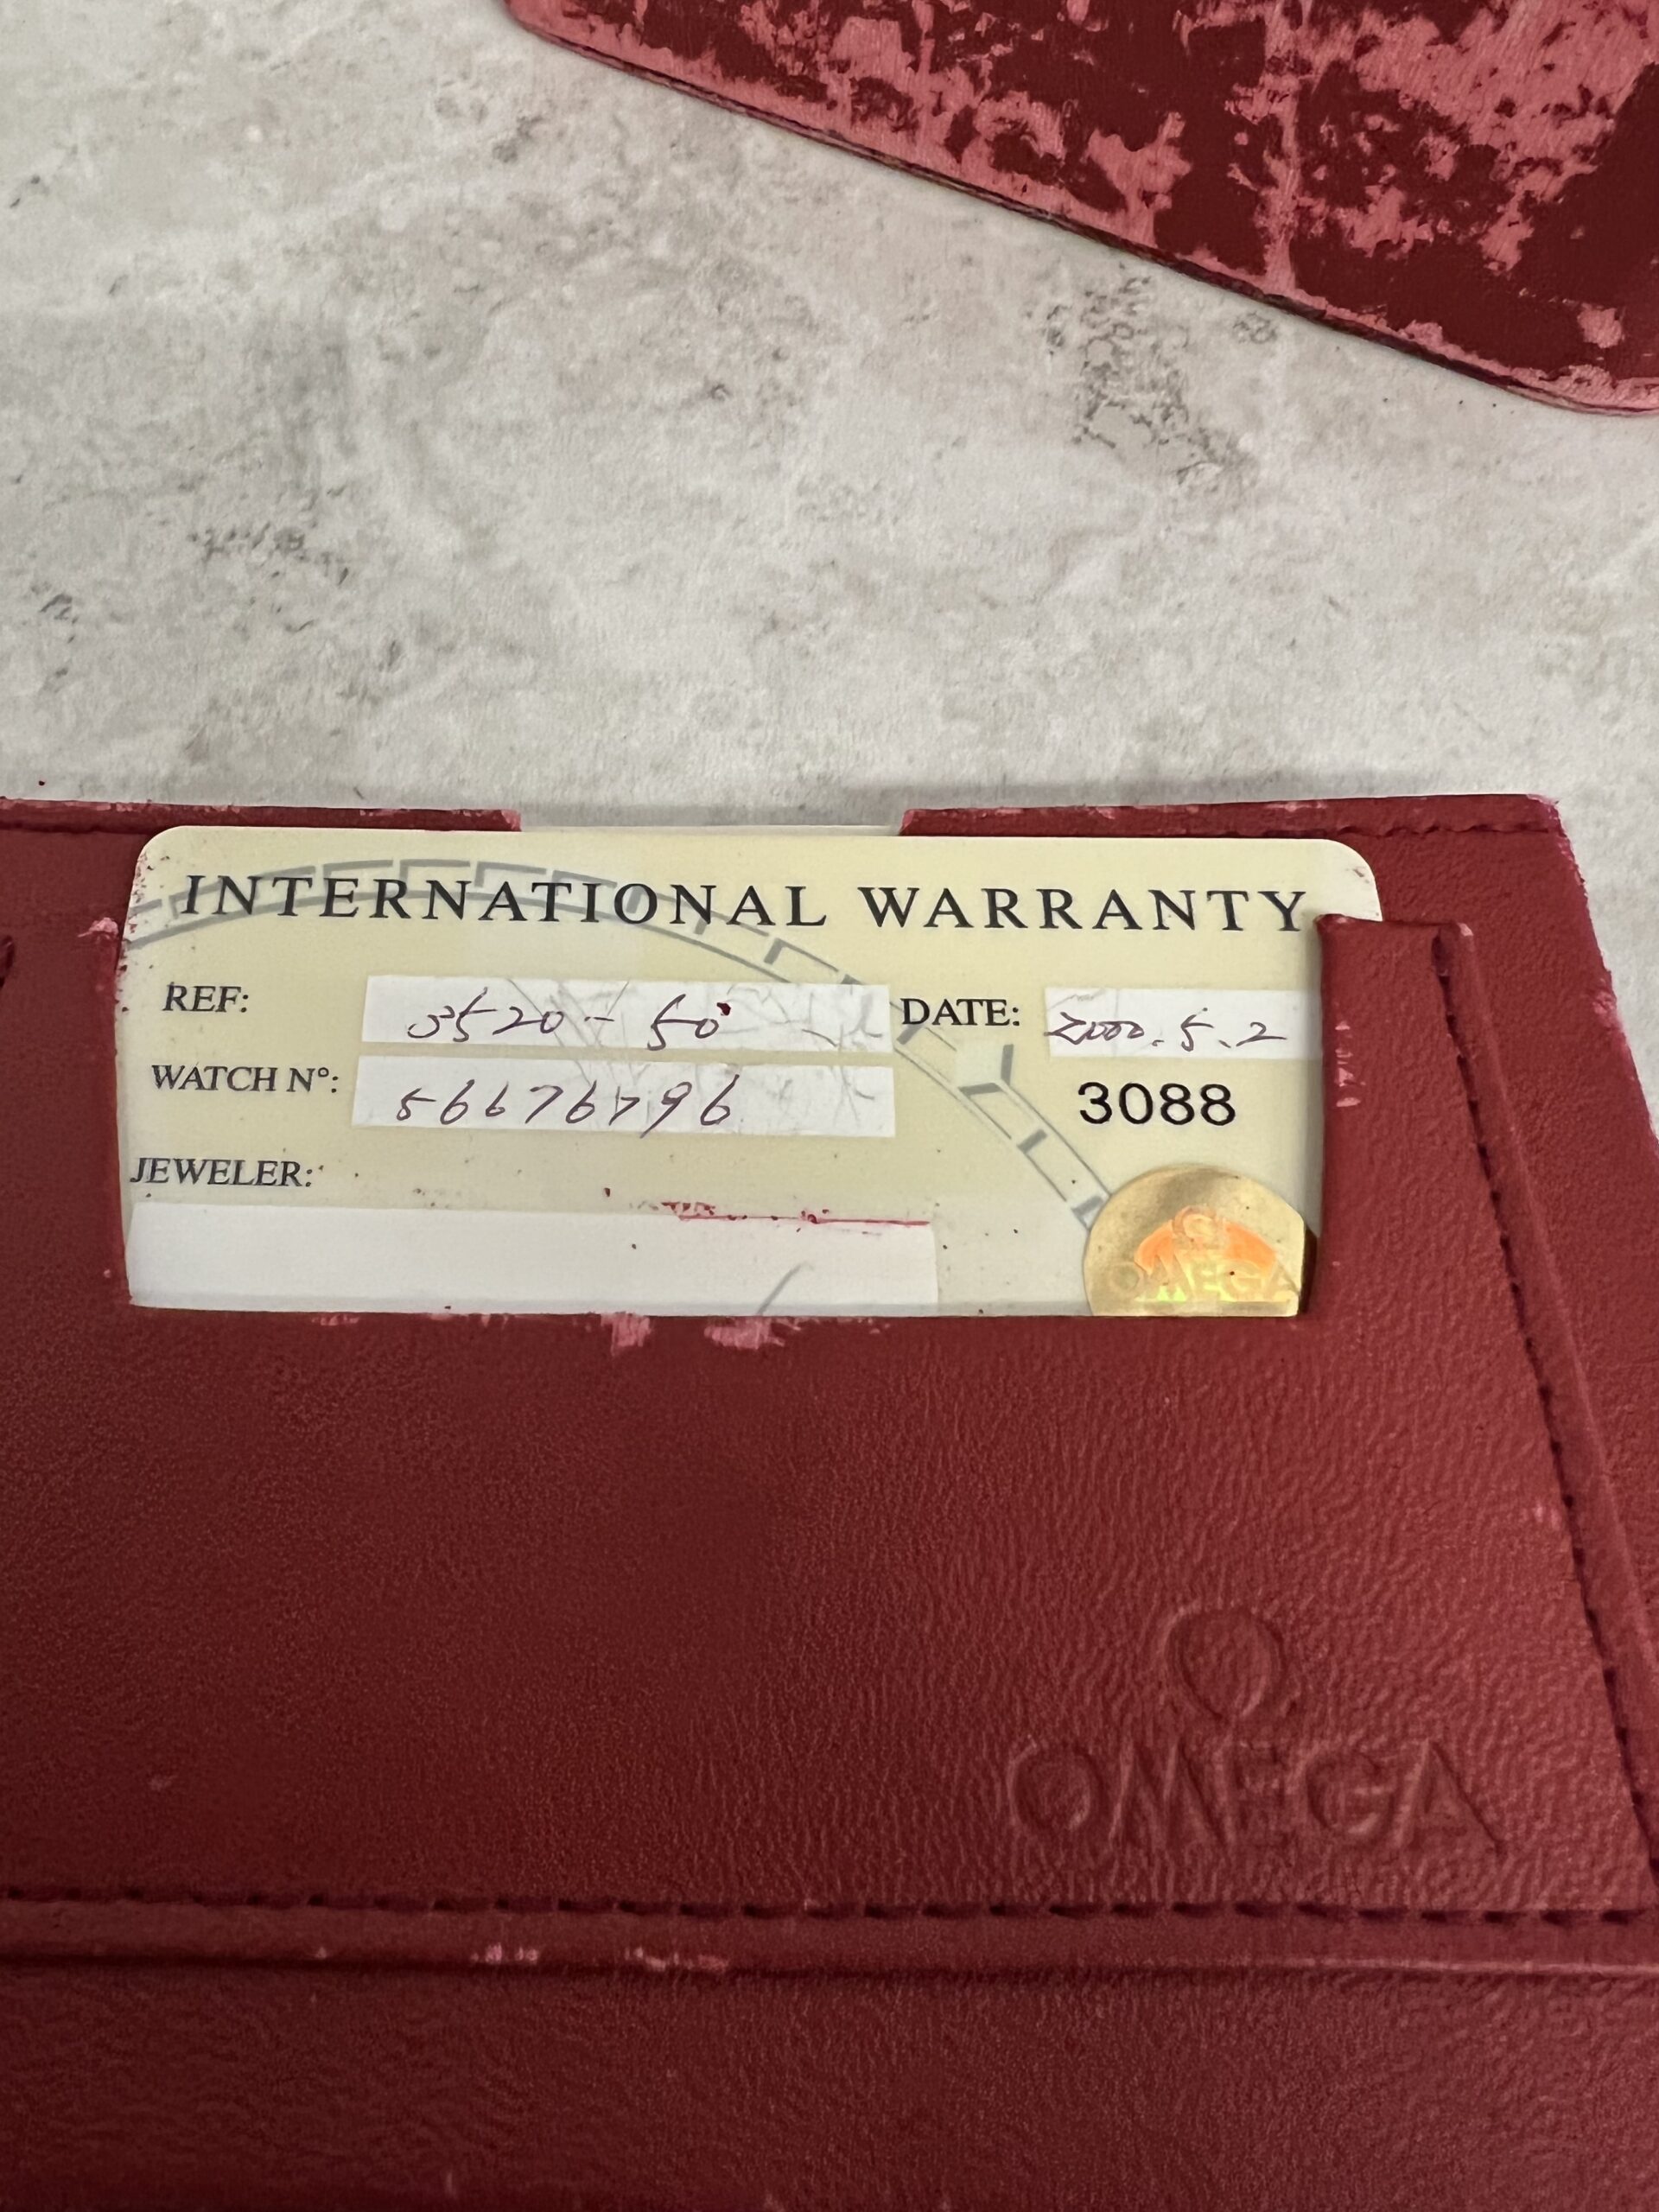 INTERNATIONAL WARRANTY
REF: 3520-50 DATE: 2000.5.2
WATCH N°: 56676796
3088
JEWELER:
OMEGA
OMEGA